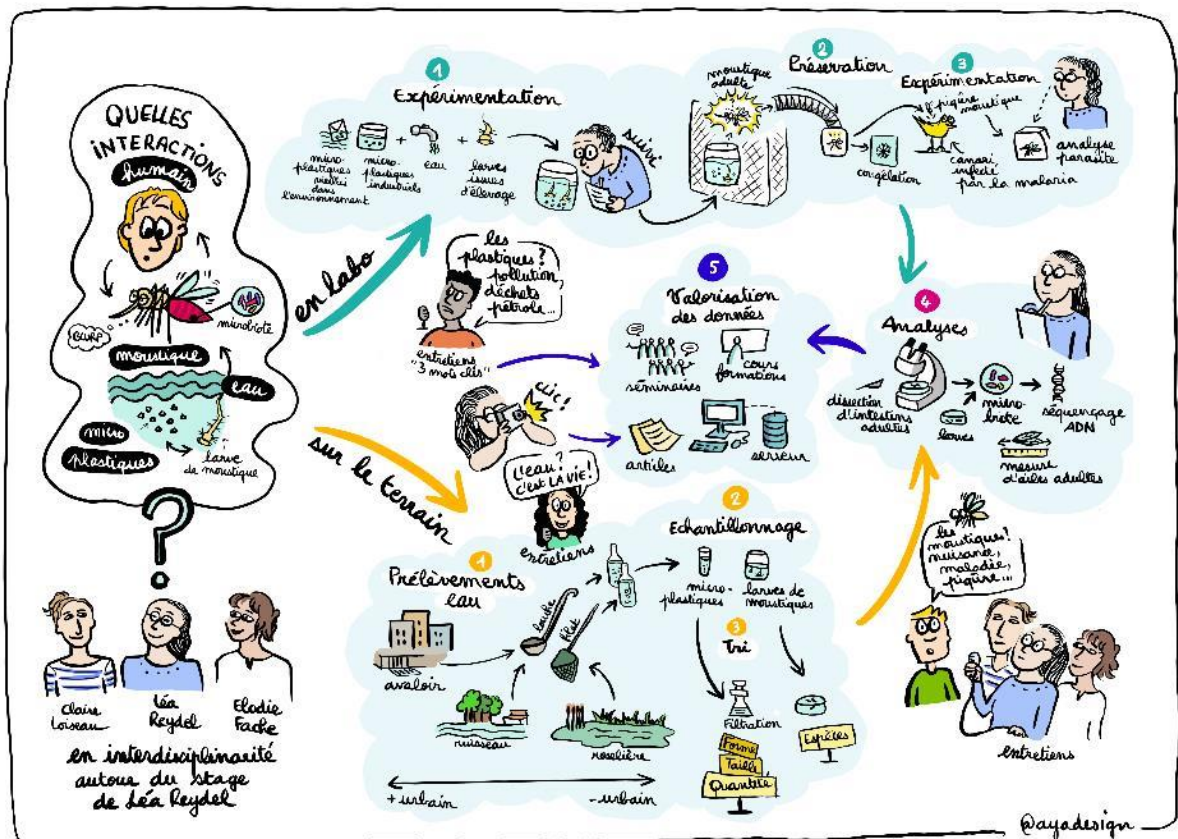 QUELLES
INTERACTIONS
humain
microbiote
BURP
moustique
eau
micro
plastiques
larve
de moustique
?
Claire
Loiseau
Léa
Reydel
Elodie
Fache
en interdisciplinarité
autour du stage
de Léa Reydel
en labo
1
Expérimentation
micro-
plastiques
vieillis
dans
l'environnement
+
micro-
plastiques
industriels
+
eau
+
larves
issues
d'élevage
suivi
2
Préservation
moustique
adulte
congélation
3
Expérimentation
piqûre
moustique
canari
infecté
par la malaria
analyse
parasite
les
plastiques?
pollution,
déchets
pétrole...
entretiens
"3 mots clés"
clic!
L'eau?
c'est LA VIE!
entretiens
5
Valorisation
des données
séminaires
cours
formations
articles
serveur
4
Analyses
dissection
d'intestins
adultes
larves
micro-
biote
séquençage
ADN
mesure
d'ailes adultes
sur le terrain
1
Prélèvements
eau
avaloir
louche
filet
ruisseau
roselière
+ urbain
- urbain
2
Echantillonnage
micro-
plastiques
larves de
moustiques
3
Tri
Filtration
Forme
Taille
Quantité
Espèces
les
moustiques?
nuisance,
maladie,
piqûre...
entretiens
@ayadesign